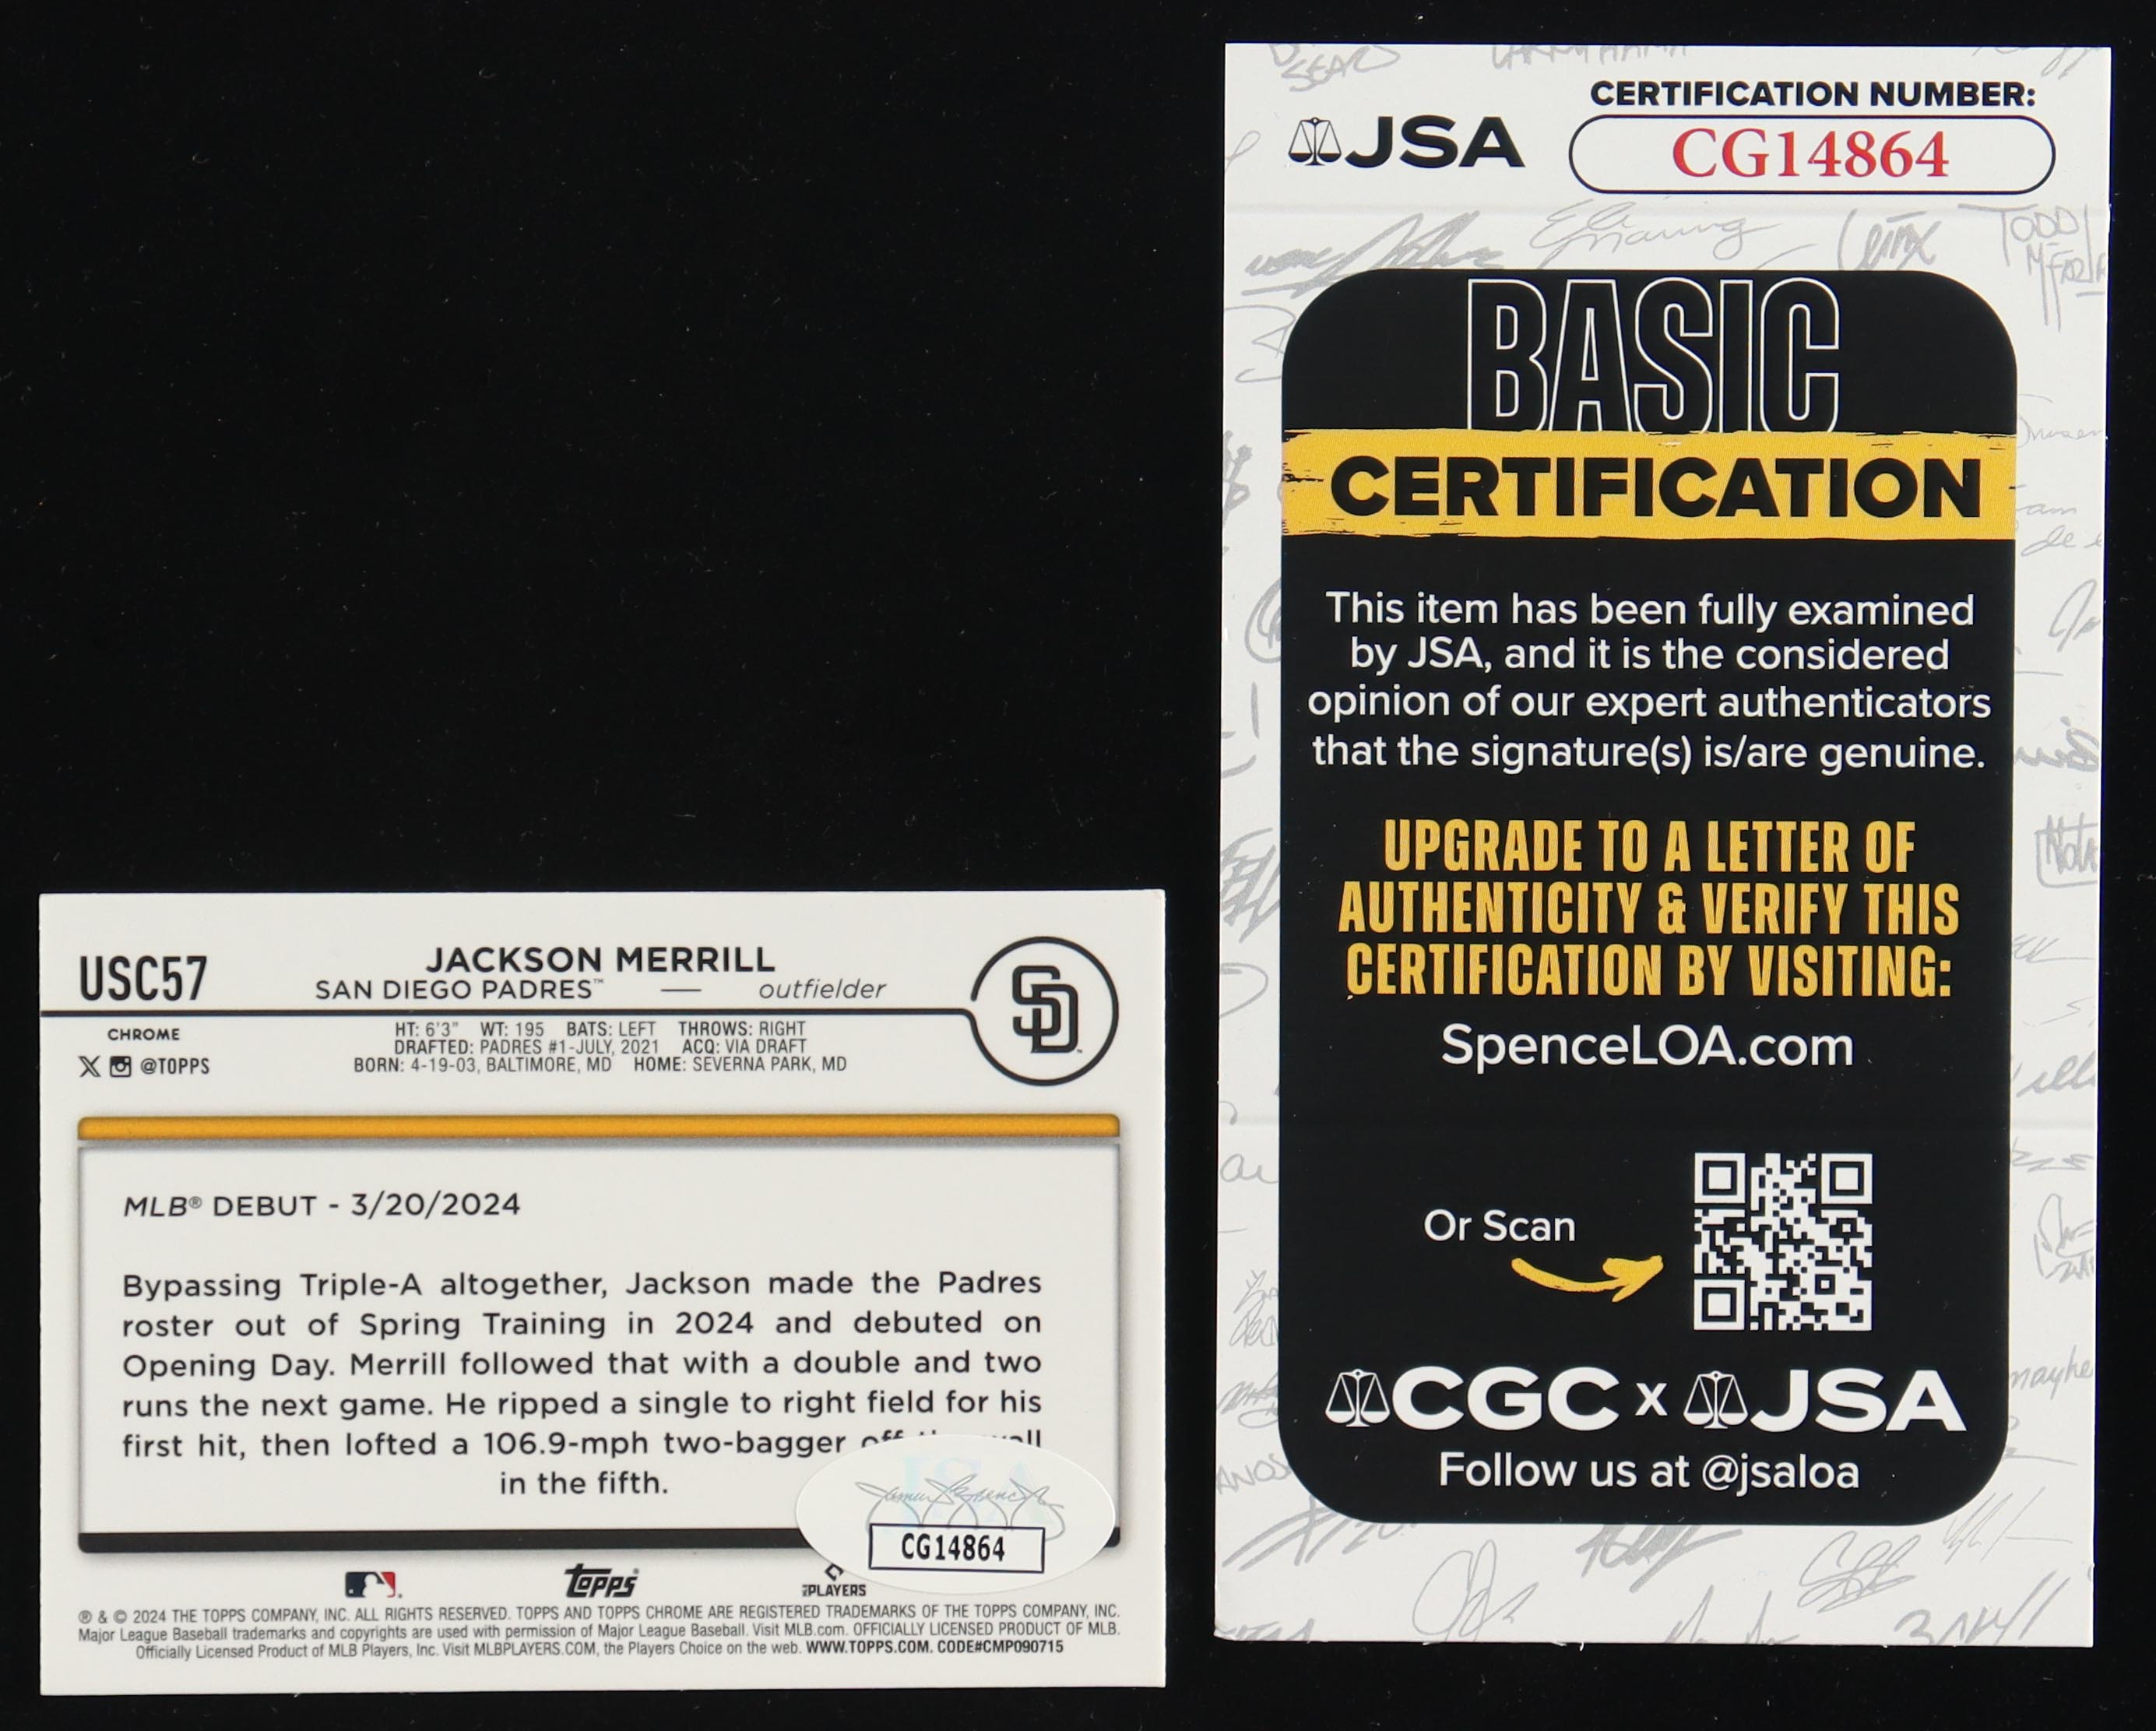 USC57
JACKSON MERRILL
SAN DIEGO PADRES™ — outfielder
SD
CHROME
@TOPPS
HT: 6'3" WT: 195 BATS: LEFT THROWS: RIGHT
DRAFTED: PADRES #1-JULY, 2021 ACQ: VIA DRAFT
BORN: 4-19-03, BALTIMORE, MD HOME: SEVERNA PARK, MD
MLB® DEBUT - 3/20/2024
Bypassing Triple-A altogether, Jackson made the Padres
roster out of Spring Training in 2024 and debuted on
Opening Day. Merrill followed that with a double and two
runs the next game. He ripped a single to right field for his
first hit, then lofted a 106.9-mph two-bagger
in the fifth.
JSA
CG14864
topps
PLAYERS
® & © 2024 THE TOPPS COMPANY, INC. ALL RIGHTS RESERVED. TOPPS AND TOPPS CHROME ARE REGISTERED TRADEMARKS OF THE TOPPS COMPANY, INC.
Major League Baseball trademarks and copyrights are used with permission of Major League Baseball. Visit MLB.com. OFFICIALLY LICENSED PRODUCT OF MLB.
Officially Licensed Product of MLB Players, Inc. Visit MLBPLAYERS.COM, the Players Choice on the web. WWW.TOPPS.COM. CODE#CMP090715
JSA
CERTIFICATION NUMBER:
CG14864
BASIC
CERTIFICATION
This item has been fully examined
by JSA, and it is the considered
opinion of our expert authenticators
that the signature(s) is/are genuine.
UPGRADE TO A LETTER OF
AUTHENTICITY & VERIFY THIS
CERTIFICATION BY VISITING:
SpenceLOA.com
Or Scan
CGC x JSA
Follow us at @jsaloa